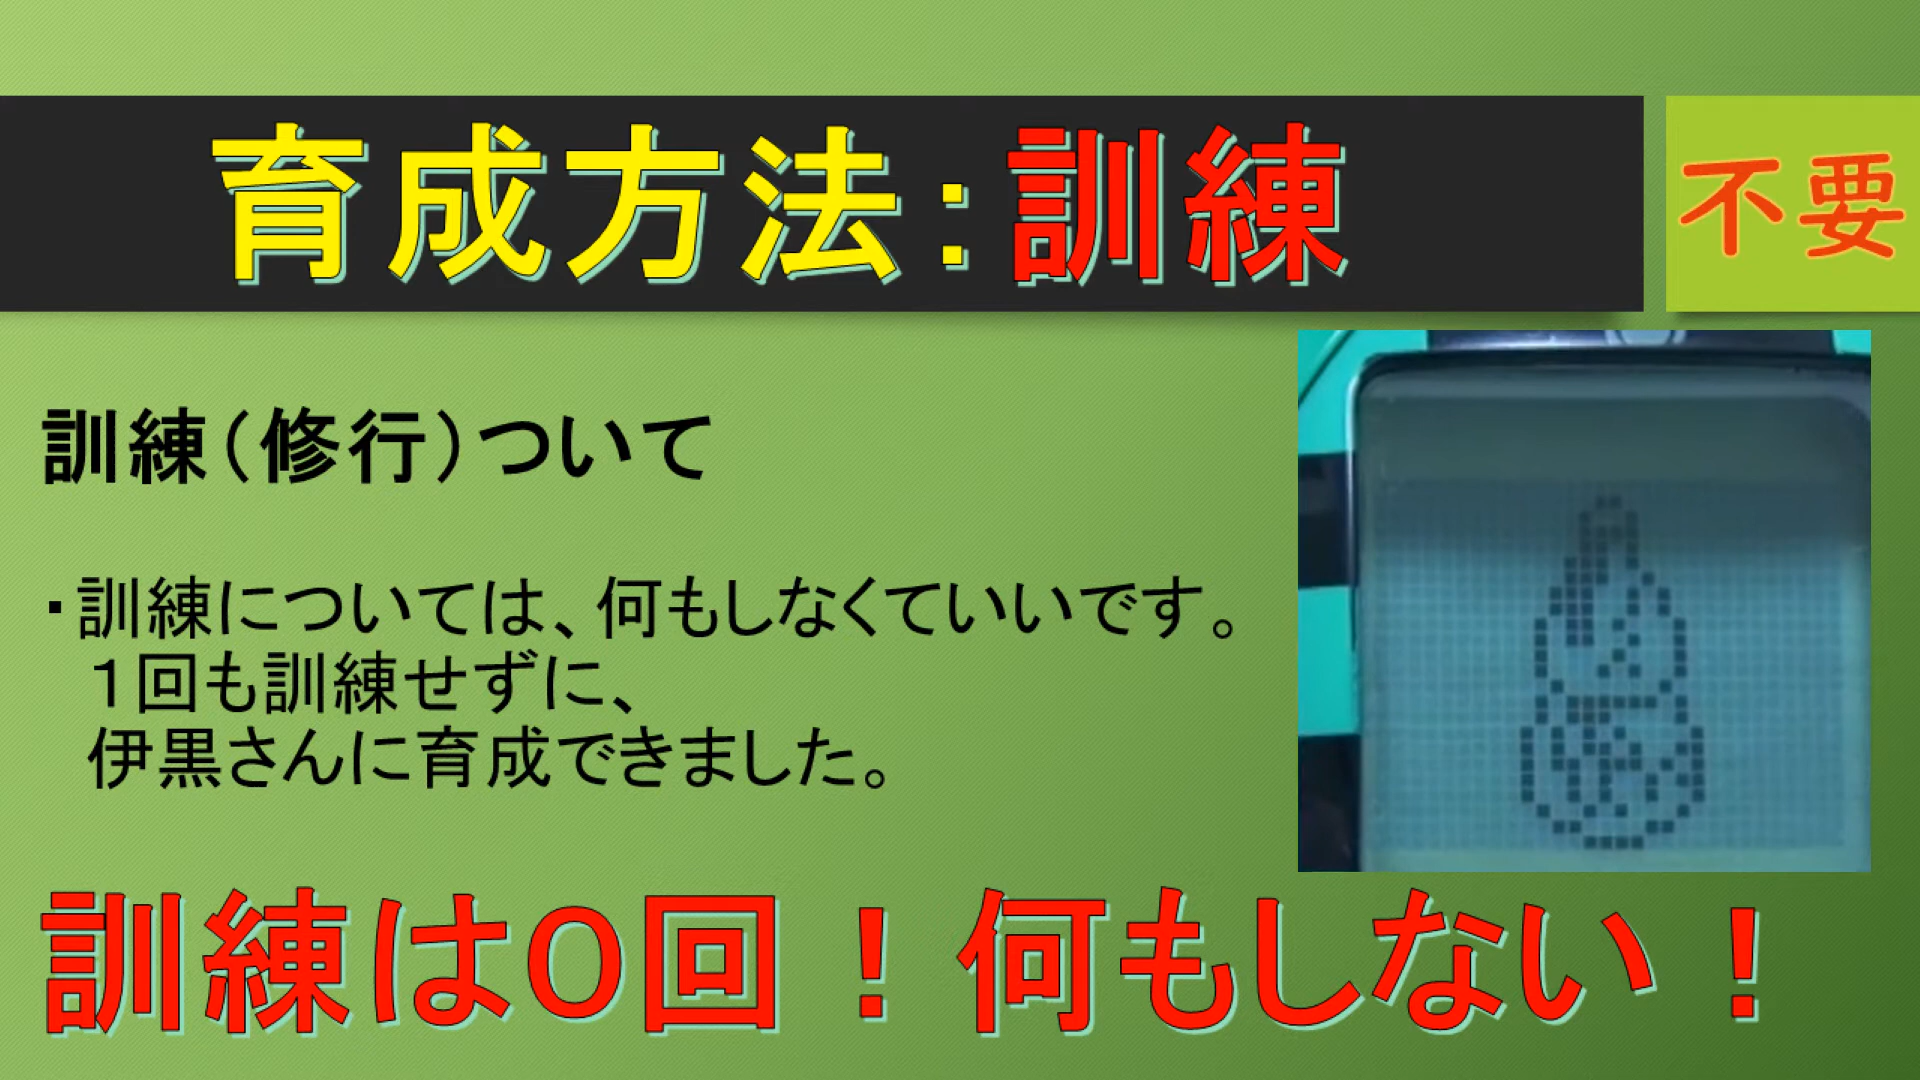 育成方法：訓練
不要
訓練（修行）ついて
・訓練については、何もしなくていいです。
１回も訓練せずに、
伊黒さんに育成できました。
訓練は０回！何もしない！